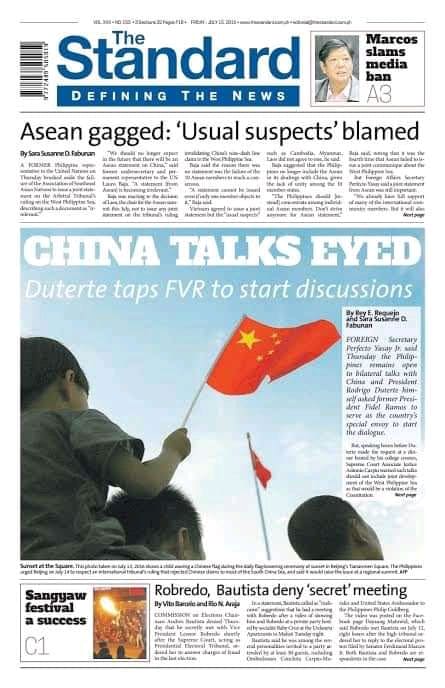 VOL. XXX • NO. 153 • 2 Sections 20 Pages P18 • FRIDAY : JULY 15, 2016 • www.thestandard.com.ph • editorial@thestandard.com.ph
The
Standard
DEFINING THE NEWS
Marcos
slams
media
ban
A3
Asean gagged: 'Usual suspects' blamed
By Sara Susanne D. Fabunan
FORMER Philippine representative
to the United Nations on
Thursday brushed aside the failure
of the Association of Southeast
Asian Nations to issue a joint statement
on the Arbitral Tribunal's
ruling on the West Philippine Sea,
describing such a document as "irrelevant."
"We should no longer expect
in the future that there will be an
Asean statement on China," said
former undersecretary and permanent
representative to the UN
Lauro Baja. "A statement [from
Asean] is becoming irrelevant."
Baja was reacting to the decision
of Laos, the chair for the Asean summit
this July, not to issue any joint
statement on the tribunal's ruling
invalidating China's nine-dash line
claim in the West Philippine Sea.
Baja said the reason there was
no statement was the failure of the
10 Asean members to reach a consensus.
"A statement cannot be issued
even if only one member objects to
it," Baja said.
Vietnam agreed to issue a joint
statement but the "usual suspects"
such as Cambodia, Myanmar,
Laos did not agree to one, he said.
Baja suggested that the Philippines
no longer include the Asean
in its dealings with China, given
the lack of unity among the 10
member states.
"The Philippines should [instead]
concentrate among individual
Asean members. Don't strive
anymore for Asean statement,"
Baja said, noting that it was the
fourth time that Asean failed to issue
a joint communique about the
West Philippine Sea.
For Foreign Affairs Secretary
Perfecto Yasay said a joint statement
from Asean was still important.
"We already have full support
of many of the international community
members. But it will also
Next page
CHINA TALKS EYED
Duterte taps FVR to start discussions
By Rey E. Requejo
and Sara Susanne D.
Fabunan
FOREIGN Secretary
Perfecto Yasay Jr. said
Thursday the Philippines
remains open
to bilateral talks with
China and President
Rodrigo Duterte himself
asked former President
Fidel Ramos to
serve as the country's
special envoy to start
the dialogue.
But, speaking hours before Duterte
made the request at a dinner
hosted by his college cronies,
Supreme Court Associate Justice
Antonio Carpio warned such talks
should not include joint development
of the West Philippine Sea
as that would be a violation of the
Constitution.
Next page
Sunset at the Square. This photo taken on July 13, 2016 shows a child waving a Chinese flag during the daily flag-lowering ceremony of sunset in Beijing's Tiananmen Square. The Philippines
urged Beijing on July 14 to respect an international tribunal's ruling that rejected Chinese claims to most of the South China Sea, and said it would raise the issue at a regional summit. AFP
Sangyaw
festival
a success
C1
Robredo, Bautista deny 'secret' meeting
By Vito Barcelo and Rio N. Araja
COMMISSION on Elections Chairman
Andres Bautista denied Thursday
that he secretly met with Vice
President Leonor Robredo shortly
after the Supreme Court, acting as
Presidential Electoral Tribunal, ordered
her to answer charges of fraud
in the last election.
In a statement, Bautista called as "malicious"
suggestions that he had a meeting
with Robredo after a video of showing
Robredo and Bautista at a private party hosted
by socialite Baby Cruz at the Urdaneta
Apartments in Makati Tuesday night.
Bautista said he was among the several
personalities invited to a party attended
by at least 30 guests, including
Ombudsman Conchita Carpio-Morales
and United States Ambassador to
the Philippines Philip Goldberg.
The video was posted on the Facebook
page Dayaang Matuwid, which
said Robredo met Bautista on July 12,
eight hours after the high tribunal ordered
her to reply to the electoral protest
filed by Senator Ferdinand Marcos
Jr. Both Bautista and Robredo are respondents
in the case
Next page